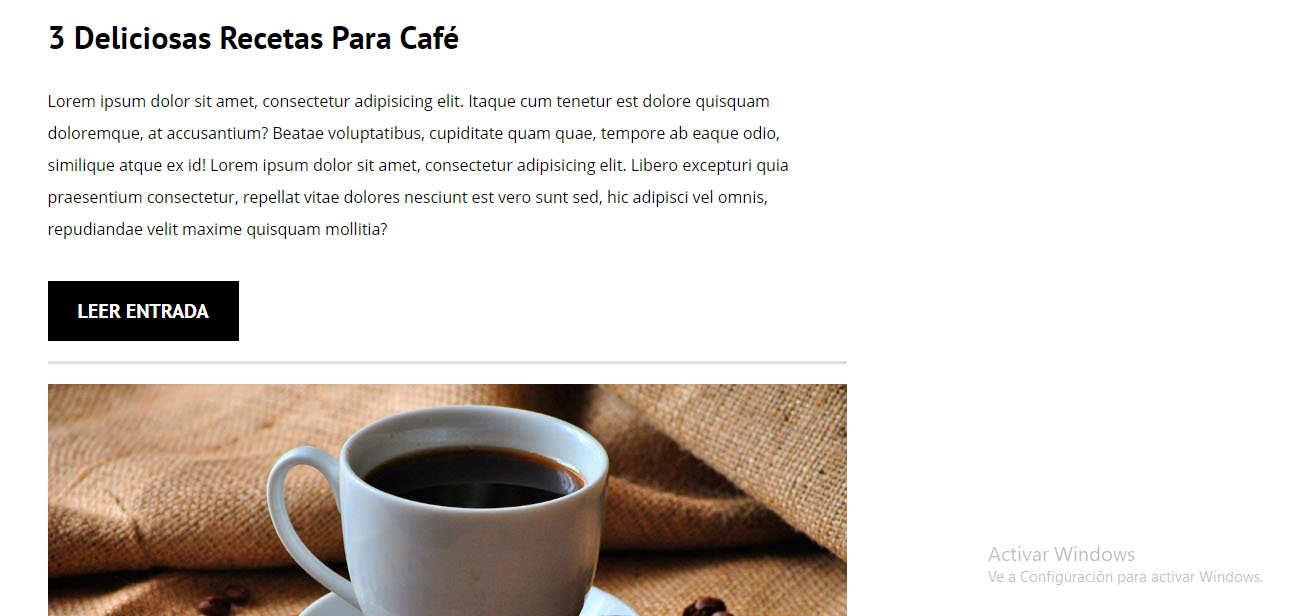 3 Deliciosas Recetas Para Café
Lorem ipsum dolor sit amet, consectetur adipisicing elit. Itaque cum tenetur est dolore quisquam
doloremque, at accusantium? Beatae voluptatibus, cupiditate quam quae, tempore ab eaque odio,
similique atque ex id! Lorem ipsum dolor sit amet, consectetur adipisicing elit. Libero excepturi quia
praesentium consectetur, repellat vitae dolores nesciunt est vero sunt sed, hic adipisci vel omnis,
repudiandae velit maxime quisquam mollitia?
LEER ENTRADA
Activar Windows
Ve a Configuración para activar Windows.